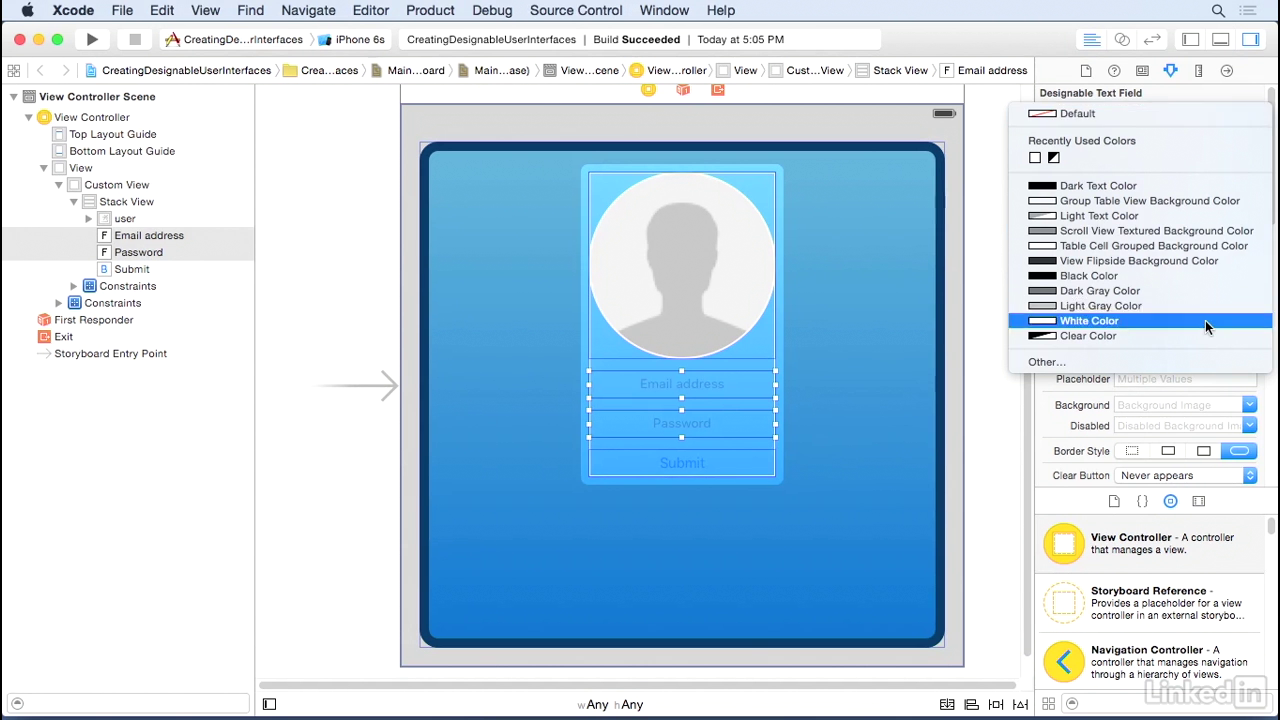 Xcode File Edit View Find Navigate Editor Product Debug Source Control Window Help
CreatingDe...rInterfaces iPhone 6s CreatingDesignableUserInterfaces Build Succeeded Today at 5:05 PM
CreatingDesignableUserInterfaces Crea...aces Main...oard Main...ase) View...cene View...roller View Cust...View Stack View F Email address
View Controller Scene
View Controller
Top Layout Guide
Bottom Layout Guide
View
Custom View
Stack View
user
F Email address
F Password
B Submit
Constraints
Constraints
First Responder
Exit
Storyboard Entry Point
Email address
Password
Submit
wAny hAny
Designable Text Field
Default
Recently Used Colors
Dark Text Color
Group Table View Background Color
Light Text Color
Scroll View Textured Background Color
Table Cell Grouped Background Color
View Flipside Background Color
Black Color
Dark Gray Color
Light Gray Color
White Color
Clear Color
Other...
Placeholder Multiple Values
Background Background Image
Disabled Disabled Background Im
Border Style
Clear Button Never appears
View Controller - A controller
that manages a view.
Storyboard Reference -
Provides a placeholder for a view
controller in an external storybo...
Navigation Controller - A
controller that manages navigation
through a hierarchy of views.
LinkedIn